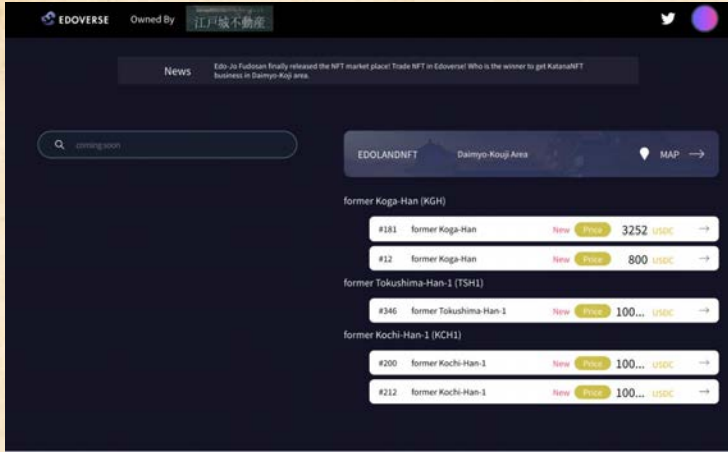 EDOVERSE
Owned By
江戸城不動産
News
Edo-Jo Fudosan finally released the NFT market place! Trade NFT in Edoverse! Who is the winner to get KatanaNFT
business in Daimyo-Koji area.
coming soon
EDOLANDNFT Daimyo-Kouji Area MAP →
former Koga-Han (KGH)
#181 former Koga-Han New Price 3252 USDC →
#12 former Koga-Han New Price 800 USDC →
former Tokushima-Han-1 (TSH1)
#346 former Tokushima-Han-1 New Price 100... USDC →
former Kochi-Han-1 (KCH1)
#200 former Kochi-Han-1 New Price 100... USDC →
#212 former Kochi-Han-1 New Price 100... USDC →